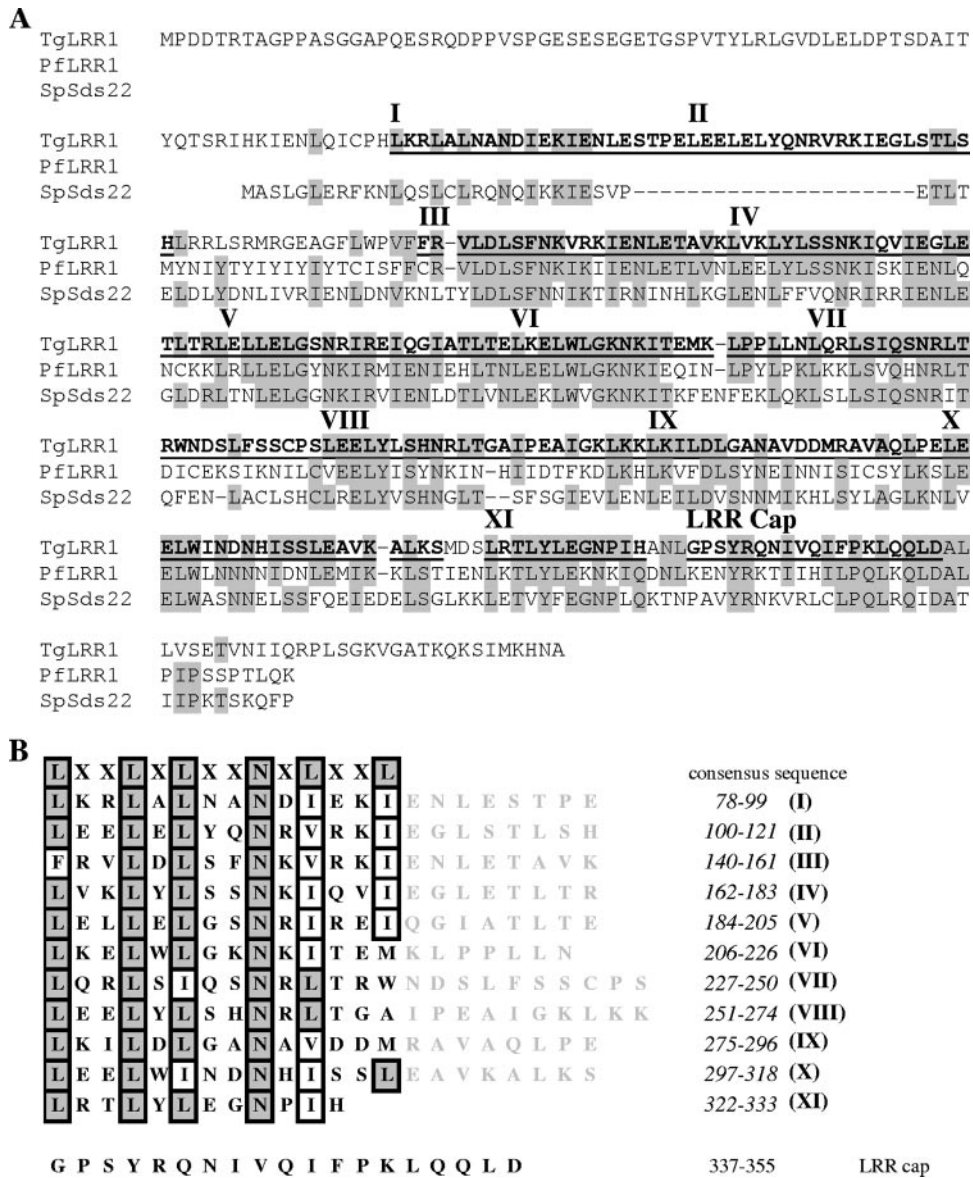 A
TgLRR1 MPDDTRTAGPPASGGAPQESRQDPPVSPGESESEGETGSPVTYLRLGVDLELDPTSDAIT
PfLRR1
SpSds22
I II
TgLRR1 YQTSRIHKIENLQICPHLKRLALNANDIEKIENLESTPELEELELYQNRVRKIEGLSTLS
PfLRR1
SpSds22 MASLGLERFKNLQSLCLRQNQIKKIESVP---------------------ETLT
III IV
TgLRR1 HLRRLSRMRGEAGFLWPVFFR-VLDLSFNKVRKIENLETAVKLVKLYLSSNKIQVIEGLE
PfLRR1 MYNIYTYIYIYIYTCISFFCR-VLDLSFNKIKIIENLETLVNLEELYLSSNKISKIENLQ
SpSds22 ELDLYDNLIVRIENLDNVKNLTYLDLSFNNIKTIRNINHLKGLENLFFVQNRIRRIENLE
V VI VII
TgLRR1 TLTRLELLELGSNRIREIQGIATLTELKELWLGKNKITEMK-LPPLLNLQRLSIQSNRLT
PfLRR1 NCKKLRLLELGYNKIRMIENIEHLTNLEELWLGKNKIEQIN-LPYLPKLKKLSVQHNRLT
SpSds22 GLDRLTNLELGGNKIRVIENLDTLVNLEKLWVGKNKITKFENFEKLQKLSLLSIQSNRIT
VIII IX X
TgLRR1 RWNDSLFSSCPSLEELYLSHNRLTGAIPEAIGKLKKLKILDLGANAVDDMRAVAQLPELE
PfLRR1 DICEKSIKNILCVEELYISYNKIN-HIIDTFKDLKHLKVFDLSYNEINNISICSYLKSLE
SpSds22 QFEN-LACLSHCLRELYVSHNGLT--SFSGIEVLENLEILDVSNNMIKHLSYLAGLKNLV
XI LRR Cap
TgLRR1 ELWINDNHISSLEAVK-ALKSMDSLRTLYLEGNPIHANLGPSYRQNIVQIFPKLQQLDAL
PfLRR1 ELWLNNNNIDNLEMIK-KLSTIENLKTLYLEKNKIQDNLKENYRKTIIHILPQLKQLDAL
SpSds22 ELWASNNELSSFQEIEDELSGLKKLETVYFEGNPLQKTNPAVYRNKVRLCLPQLRQIDAT
TgLRR1 LVSETVNIIQRPLSGKVGATKQKSIMKHNA
PfLRR1 PIPSSPTLQK
SpSds22 IIPKTSKQFP
B
L X X L X L X X N X L X X L consensus sequence
L K R L A L N A N D I E K I E N L E S T P E 78-99 (I)
L E E L E L Y Q N R V R K I E G L S T L S H 100-121 (II)
F R V L D L S F N K V R K I E N L E T A V K 140-161 (III)
L V K L Y L S S N K I Q V I E G L E T L T R 162-183 (IV)
L E L L E L G S N R I R E I Q G I A T L T E 184-205 (V)
L K E L W L G K N K I T E M K L P P L L N 206-226 (VI)
L Q R L S I Q S N R L T R W N D S L F S S C P S 227-250 (VII)
L E E L Y L S H N R L T G A I P E A I G K L K K 251-274 (VIII)
L K I L D L G A N A V D D M R A V A Q L P E 275-296 (IX)
L E E L W I N D N H I S S L E A V K A L K S 297-318 (X)
L R T L Y L E G N P I H 322-333 (XI)
G P S Y R Q N I V Q I F P K L Q Q L D 337-355 LRR cap